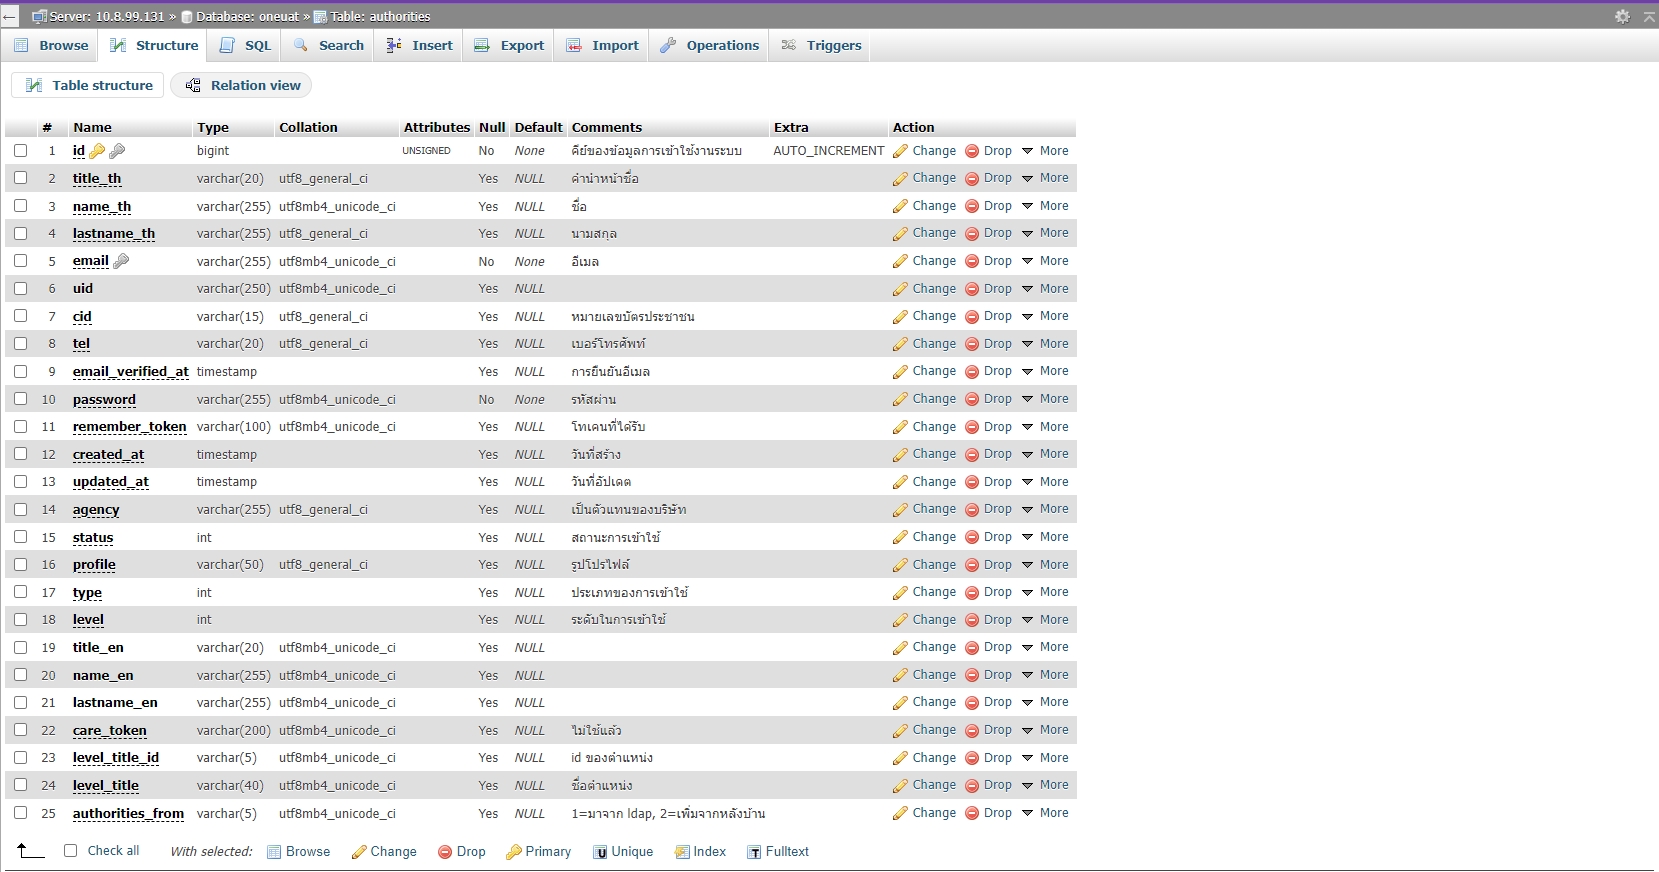 Server: 10.8.99.131 » Database: oneuat » Table: authorities
Browse Structure SQL Search Insert Export Import Operations Triggers
Table structure Relation view
# Name Type Collation Attributes Null Default Comments Extra Action
1 id bigint UNSIGNED No None คีย์ของข้อมูลการเข้าใช้งานระบบ AUTO_INCREMENT Change Drop More
2 title_th varchar(20) utf8_general_ci Yes NULL คำนำหน้าชื่อ Change Drop More
3 name_th varchar(255) utf8mb4_unicode_ci Yes NULL ชื่อ Change Drop More
4 lastname_th varchar(255) utf8_general_ci Yes NULL นามสกุล Change Drop More
5 email varchar(255) utf8mb4_unicode_ci No None อีเมล Change Drop More
6 uid varchar(250) utf8mb4_unicode_ci Yes NULL Change Drop More
7 cid varchar(15) utf8_general_ci Yes NULL หมายเลขบัตรประชาชน Change Drop More
8 tel varchar(20) utf8_general_ci Yes NULL เบอร์โทรศัพท์ Change Drop More
9 email_verified_at timestamp Yes NULL การยืนยันอีเมล Change Drop More
10 password varchar(255) utf8mb4_unicode_ci No None รหัสผ่าน Change Drop More
11 remember_token varchar(100) utf8mb4_unicode_ci Yes NULL โทเคนที่ได้รับ Change Drop More
12 created_at timestamp Yes NULL วันที่สร้าง Change Drop More
13 updated_at timestamp Yes NULL วันที่อัปเดต Change Drop More
14 agency varchar(255) utf8_general_ci Yes NULL เป็นตัวแทนของบริษัท Change Drop More
15 status int Yes NULL สถานะการเข้าใช้ Change Drop More
16 profile varchar(50) utf8_general_ci Yes NULL รูปโปรไฟล์ Change Drop More
17 type int Yes NULL ประเภทของการเข้าใช้ Change Drop More
18 level int Yes NULL ระดับในการเข้าใช้ Change Drop More
19 title_en varchar(20) utf8mb4_unicode_ci Yes NULL Change Drop More
20 name_en varchar(255) utf8mb4_unicode_ci Yes NULL Change Drop More
21 lastname_en varchar(255) utf8mb4_unicode_ci Yes NULL Change Drop More
22 care_token varchar(200) utf8mb4_unicode_ci Yes NULL ไม่ใช้แล้ว Change Drop More
23 level_title_id varchar(5) utf8mb4_unicode_ci Yes NULL id ของตำแหน่ง Change Drop More
24 level_title varchar(40) utf8mb4_unicode_ci Yes NULL ชื่อตำแหน่ง Change Drop More
25 authorities_from varchar(5) utf8mb4_unicode_ci Yes NULL 1=มาจาก ldap, 2=เพิ่มจากหลังบ้าน Change Drop More
Check all With selected: Browse Change Drop Primary Unique Index Fulltext